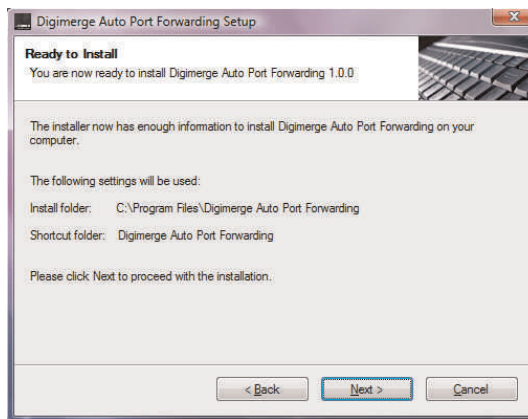 Digimerge Auto Port Forwarding Setup
Ready to Install
You are now ready to install Digimerge Auto Port Forwarding 1.0.0
The installer now has enough information to install Digimerge Auto Port Forwarding on your
computer.
The following settings will be used:
Install folder: C:\Program Files\Digimerge Auto Port Forwarding
Shortcut folder: Digimerge Auto Port Forwarding
Please click Next to proceed with the installation.
< Back Next > Cancel